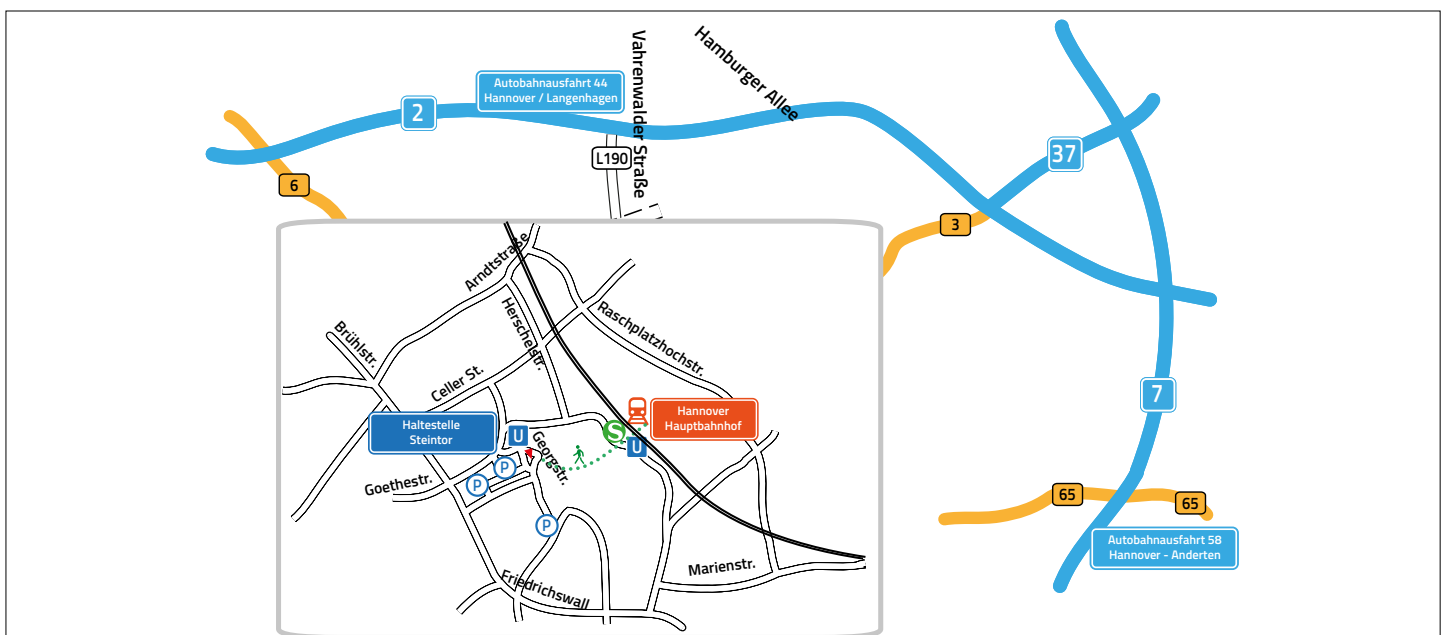 Vahrenwalder Straße
Hamburger Allee
Autobahnausfahrt 44
Hannover / Langenhagen
2
37
L190
6
3
Arndtstraße
Herschelstr.
Raschplatzhochstr.
Brühlstr.
Celler St.
7
Hannover
Hauptbahnhof
Haltestelle
Steintor
U
S
U
Georgstr.
P
P
Goethestr.
65
65
P
Autobahnausfahrt 58
Hannover - Anderten
Marienstr.
Friedrichswall